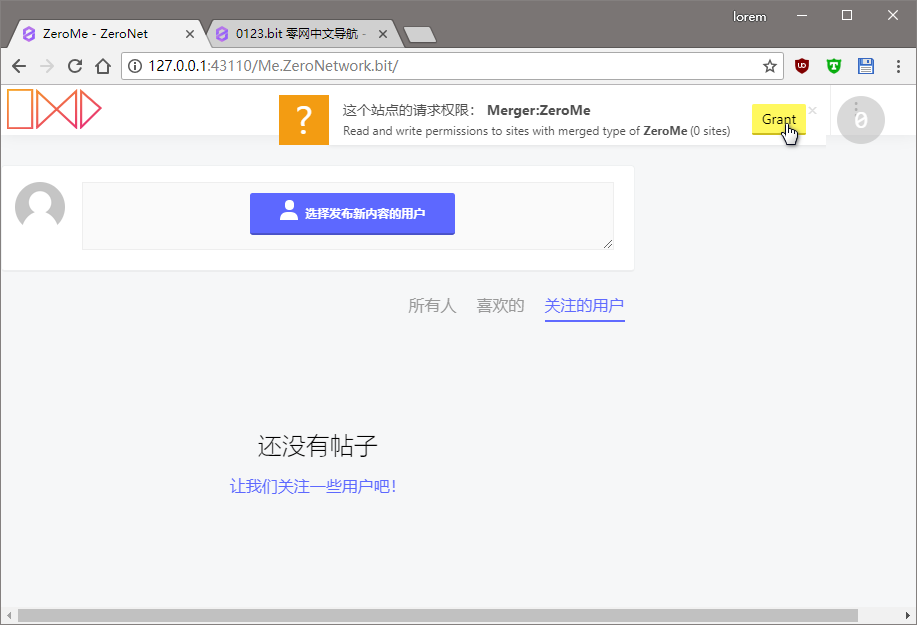 lorem
ZeroMe - ZeroNet
0123.bit 零网中文导航 -
127.0.0.1:43110/Me.ZeroNetwork.bit/
? 这个站点的请求权限： Merger:ZeroMe
Read and write permissions to sites with merged type of ZeroMe (0 sites)
Grant
0
选择发布新内容的用户
所有人 喜欢的 关注的用户
还没有帖子
让我们关注一些用户吧！